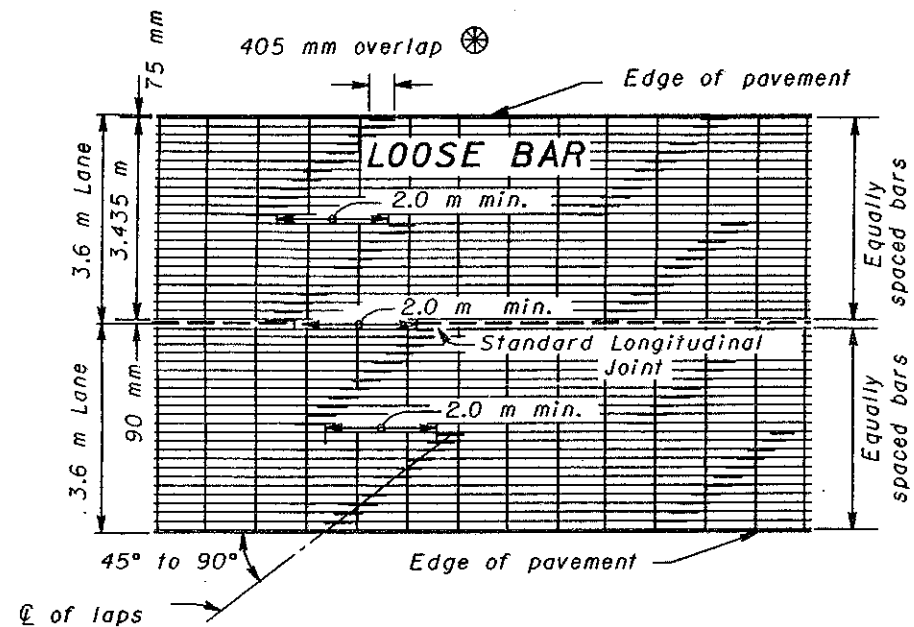 75 mm
405 mm overlap
Edge of pavement
LOOSE BAR
2.0 m min.
3.6 m Lane
3.435 m
Equally
spaced bars
2.0 m min.
Standard Longitudinal
Joint
2.0 m min.
3.6 m Lane
90 mm
Equally
spaced bars
45° to 90°
Edge of pavement
℄ of laps